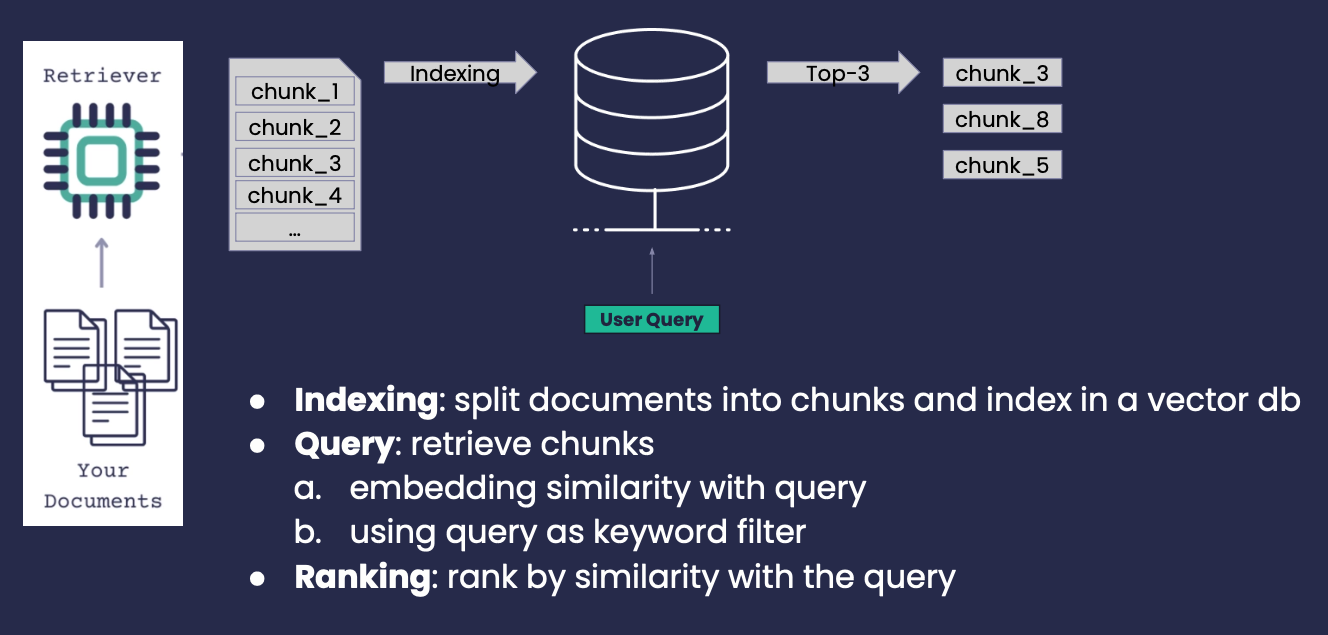 Retriever
Your
Documents
chunk_1
chunk_2
chunk_3
chunk_4
...
Indexing
Top-3
chunk_3
chunk_8
chunk_5
User Query
● Indexing: split documents into chunks and index in a vector db
● Query: retrieve chunks
a. embedding similarity with query
b. using query as keyword filter
● Ranking: rank by similarity with the query